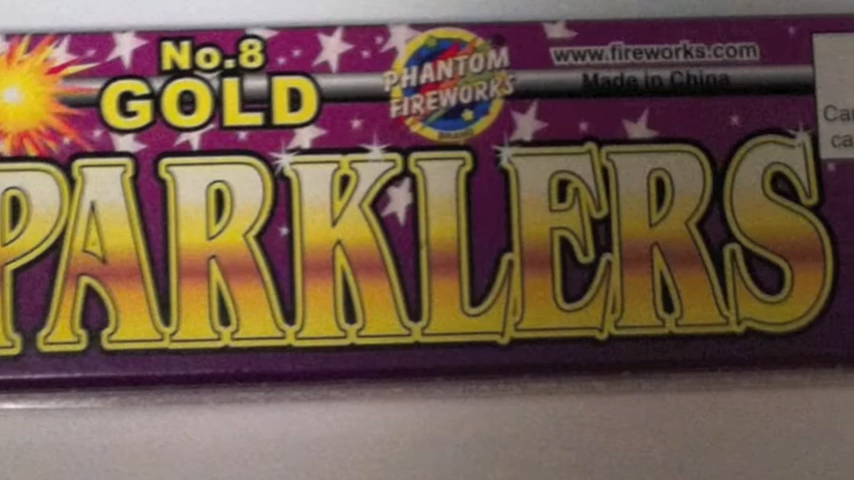 No.8
GOLD
PHANTOM
FIREWORKS
www.fireworks.com
Made in China
PARKLERS